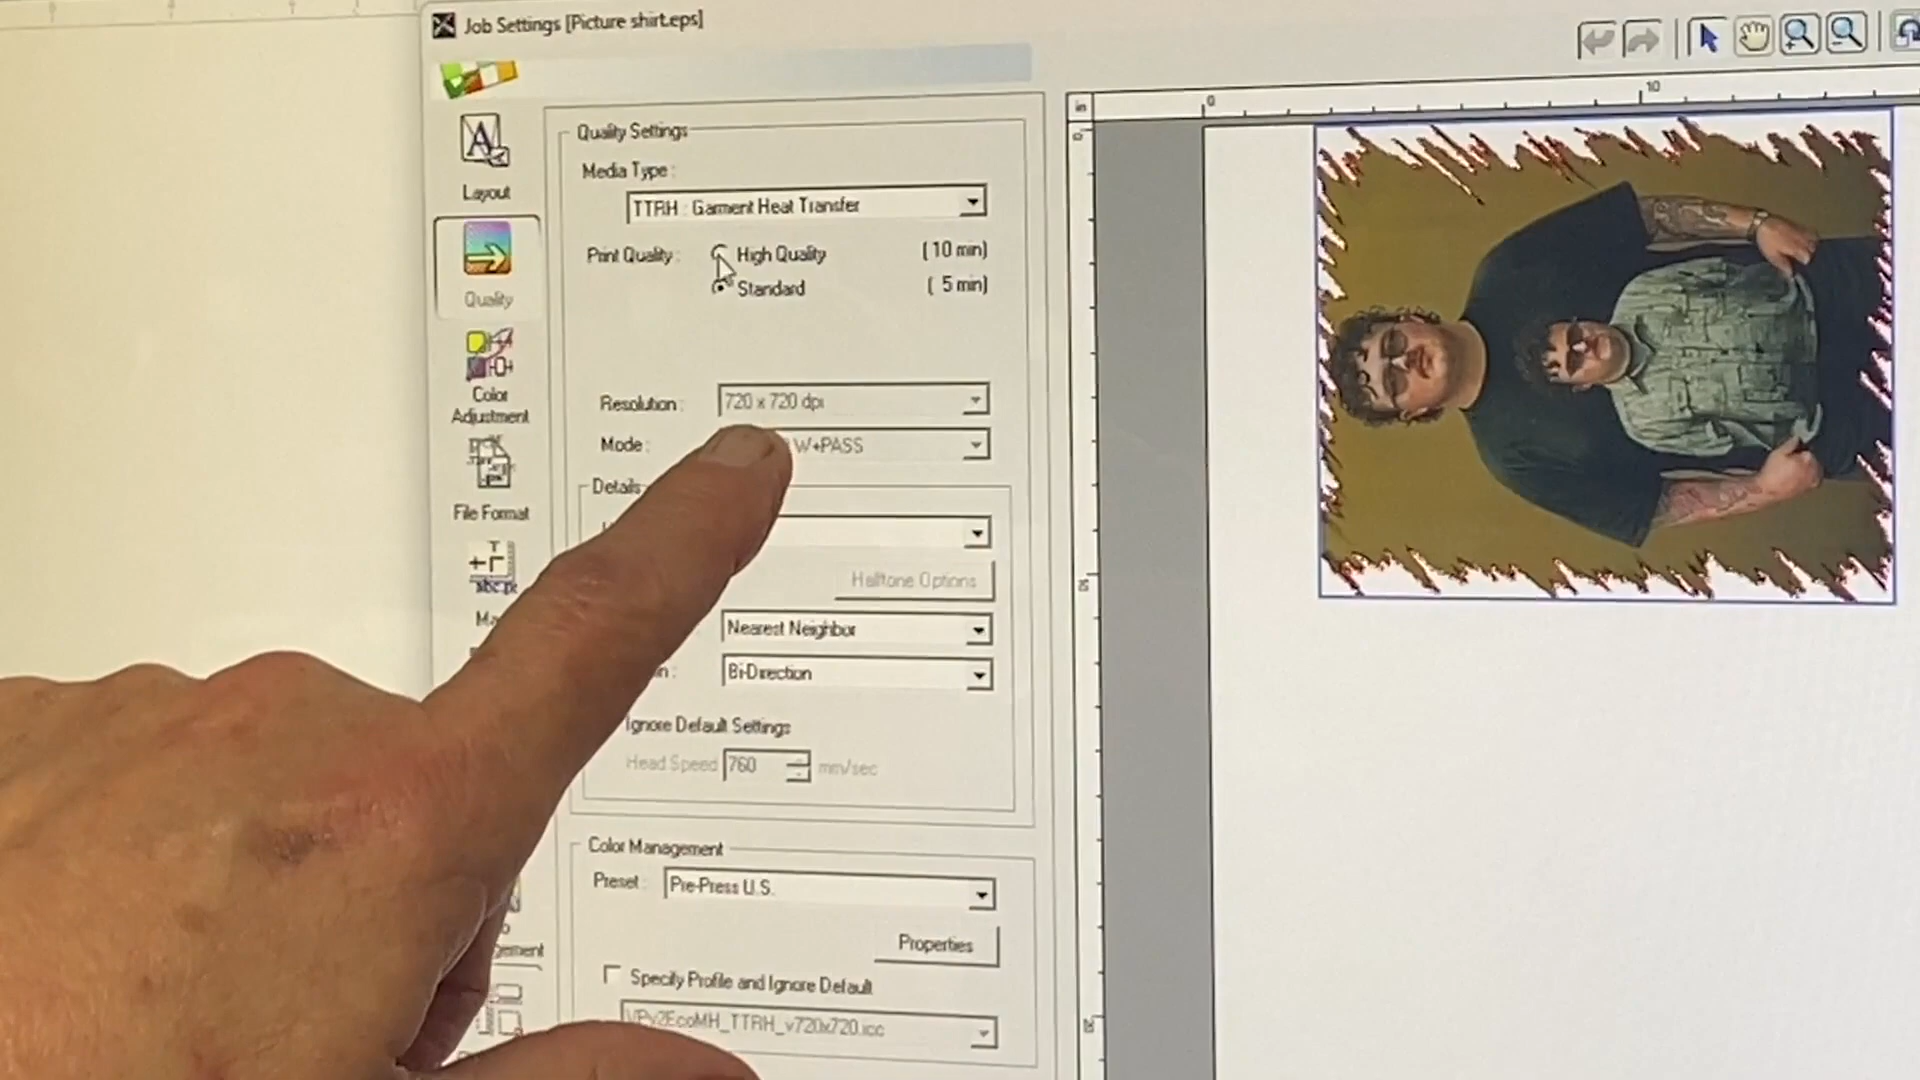 Job Settings [Picture shirt.eps]
Layout
Quality
Color
Adjustment
File Format
Quality Settings
Media Type :
TTRH : Garment Heat Transfer
Print Quality :
High Quality
( 10 min)
Standard
( 5 min)
Resolution :
720 x 720 dpi
Mode :
W+PASS
Details
Halftone Options
Nearest Neighbor
Bi-Direction
Ignore Default Settings
Head Speed 760 mm/sec
Color Management
Preset : Pre-Press U.S.
Properties
Specify Profile and Ignore Default
VPv2EcoMH_TTRH_v720x720.icc
in
0
10